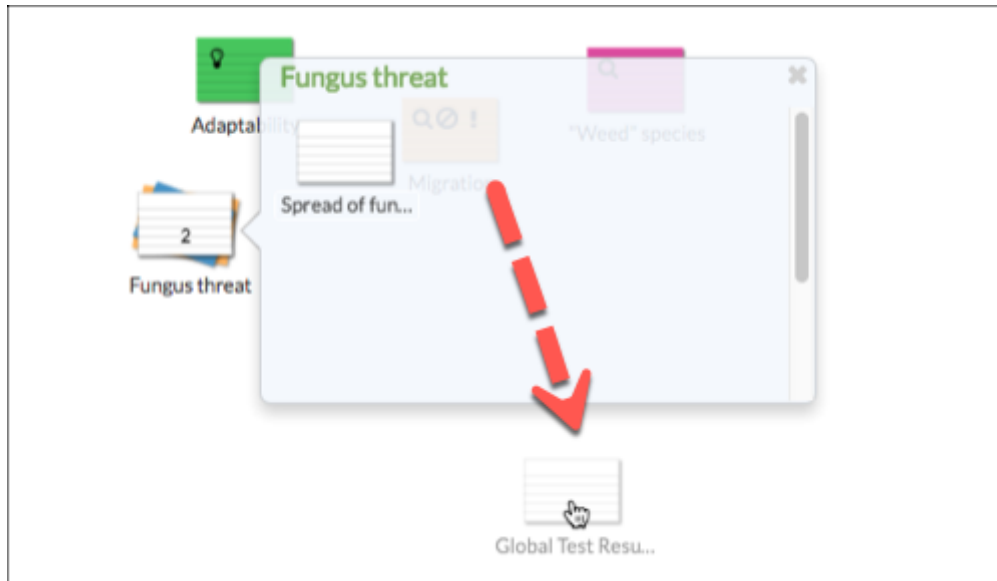 Fungus threat
Adaptability
"Weed" species
Migration
Spread of fun...
2
Fungus threat
Global Test Resu...